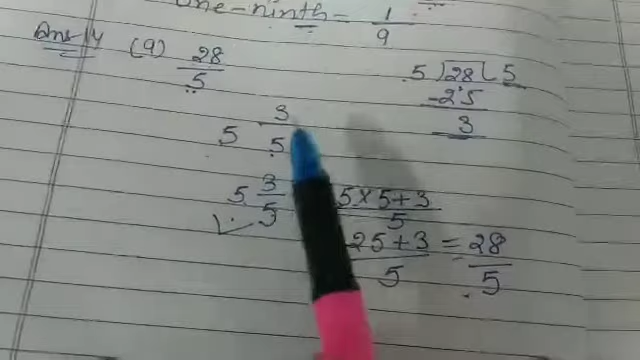 one-ninth = 1/9
Ans-14 (a) 28/5
5 ) 28 ( 5
-25
3
5 3/5
5 3/5
5×5+3/5
25+3/5 = 28/5